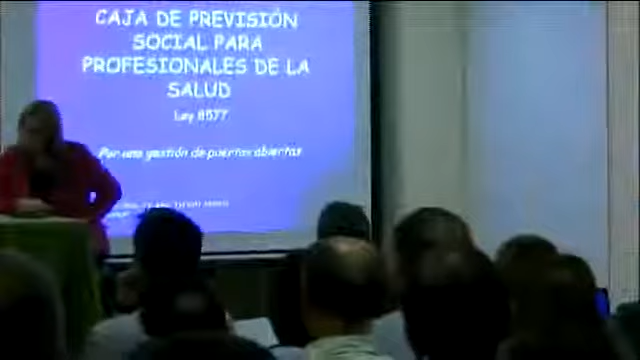 CAJA DE PREVISIÓN
SOCIAL PARA
PROFESIONALES DE LA
SALUD
Ley 8577
Por una gestión de puertas abiertas